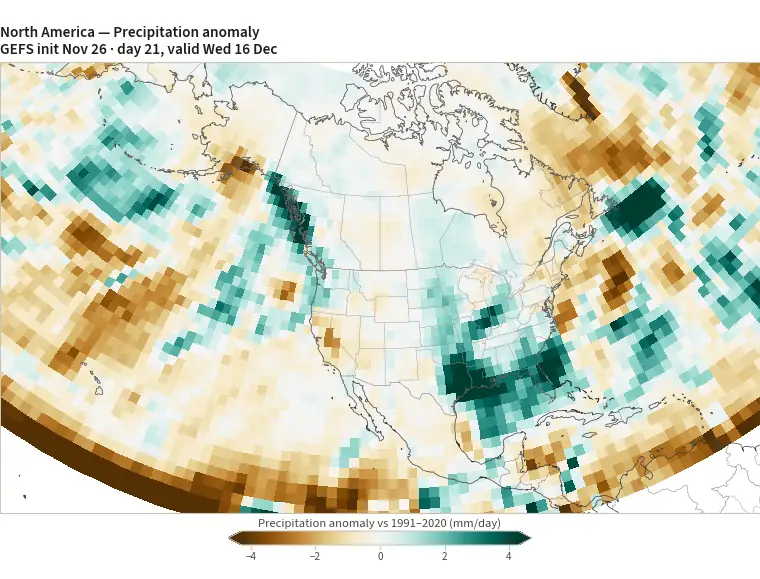 North America — Precipitation anomaly
GEFS init Nov 26 · day 21, valid Wed 16 Dec
Precipitation anomaly vs 1991–2020 (mm/day)
−4 −2 0 2 4